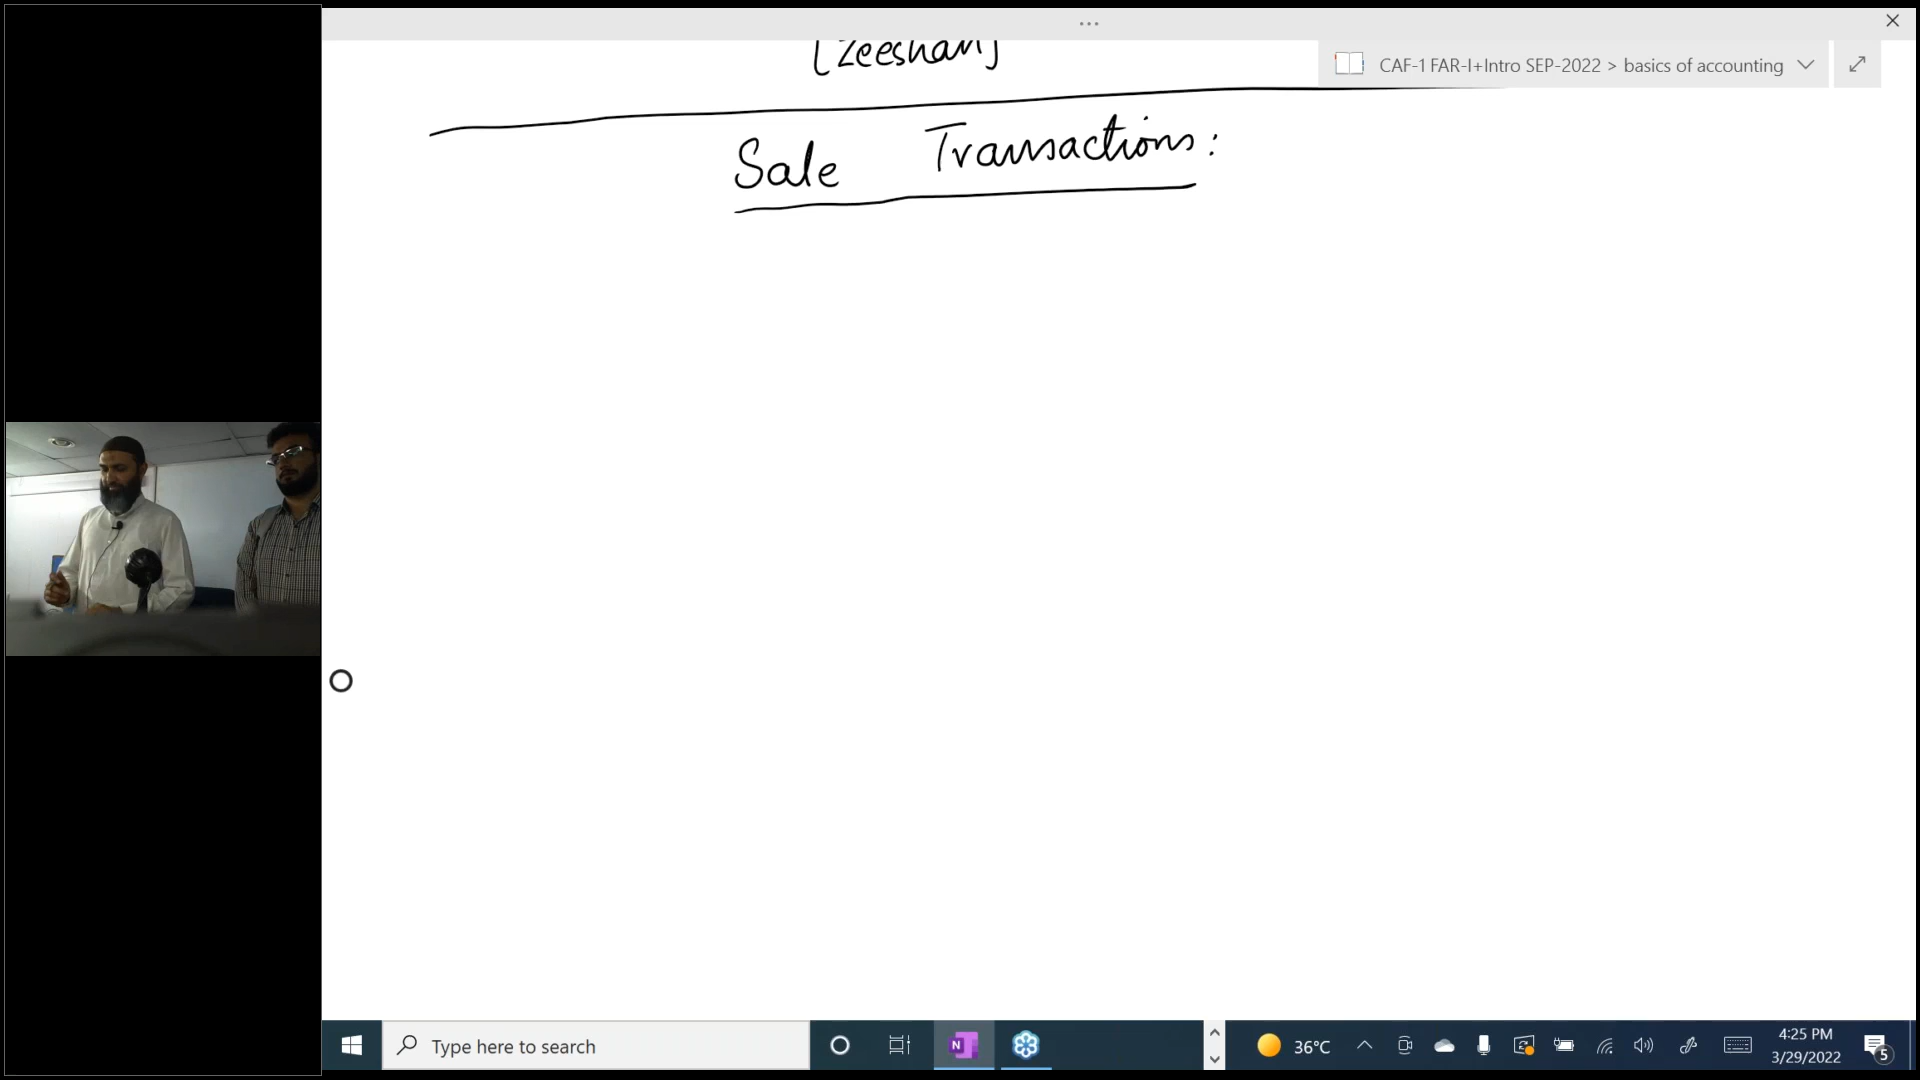 [Zeeshan]
CAF-1 FAR-I+Intro SEP-2022 > basics of accounting
Sale Transactions:
Type here to search
N
36°C
4:25 PM
3/29/2022
5